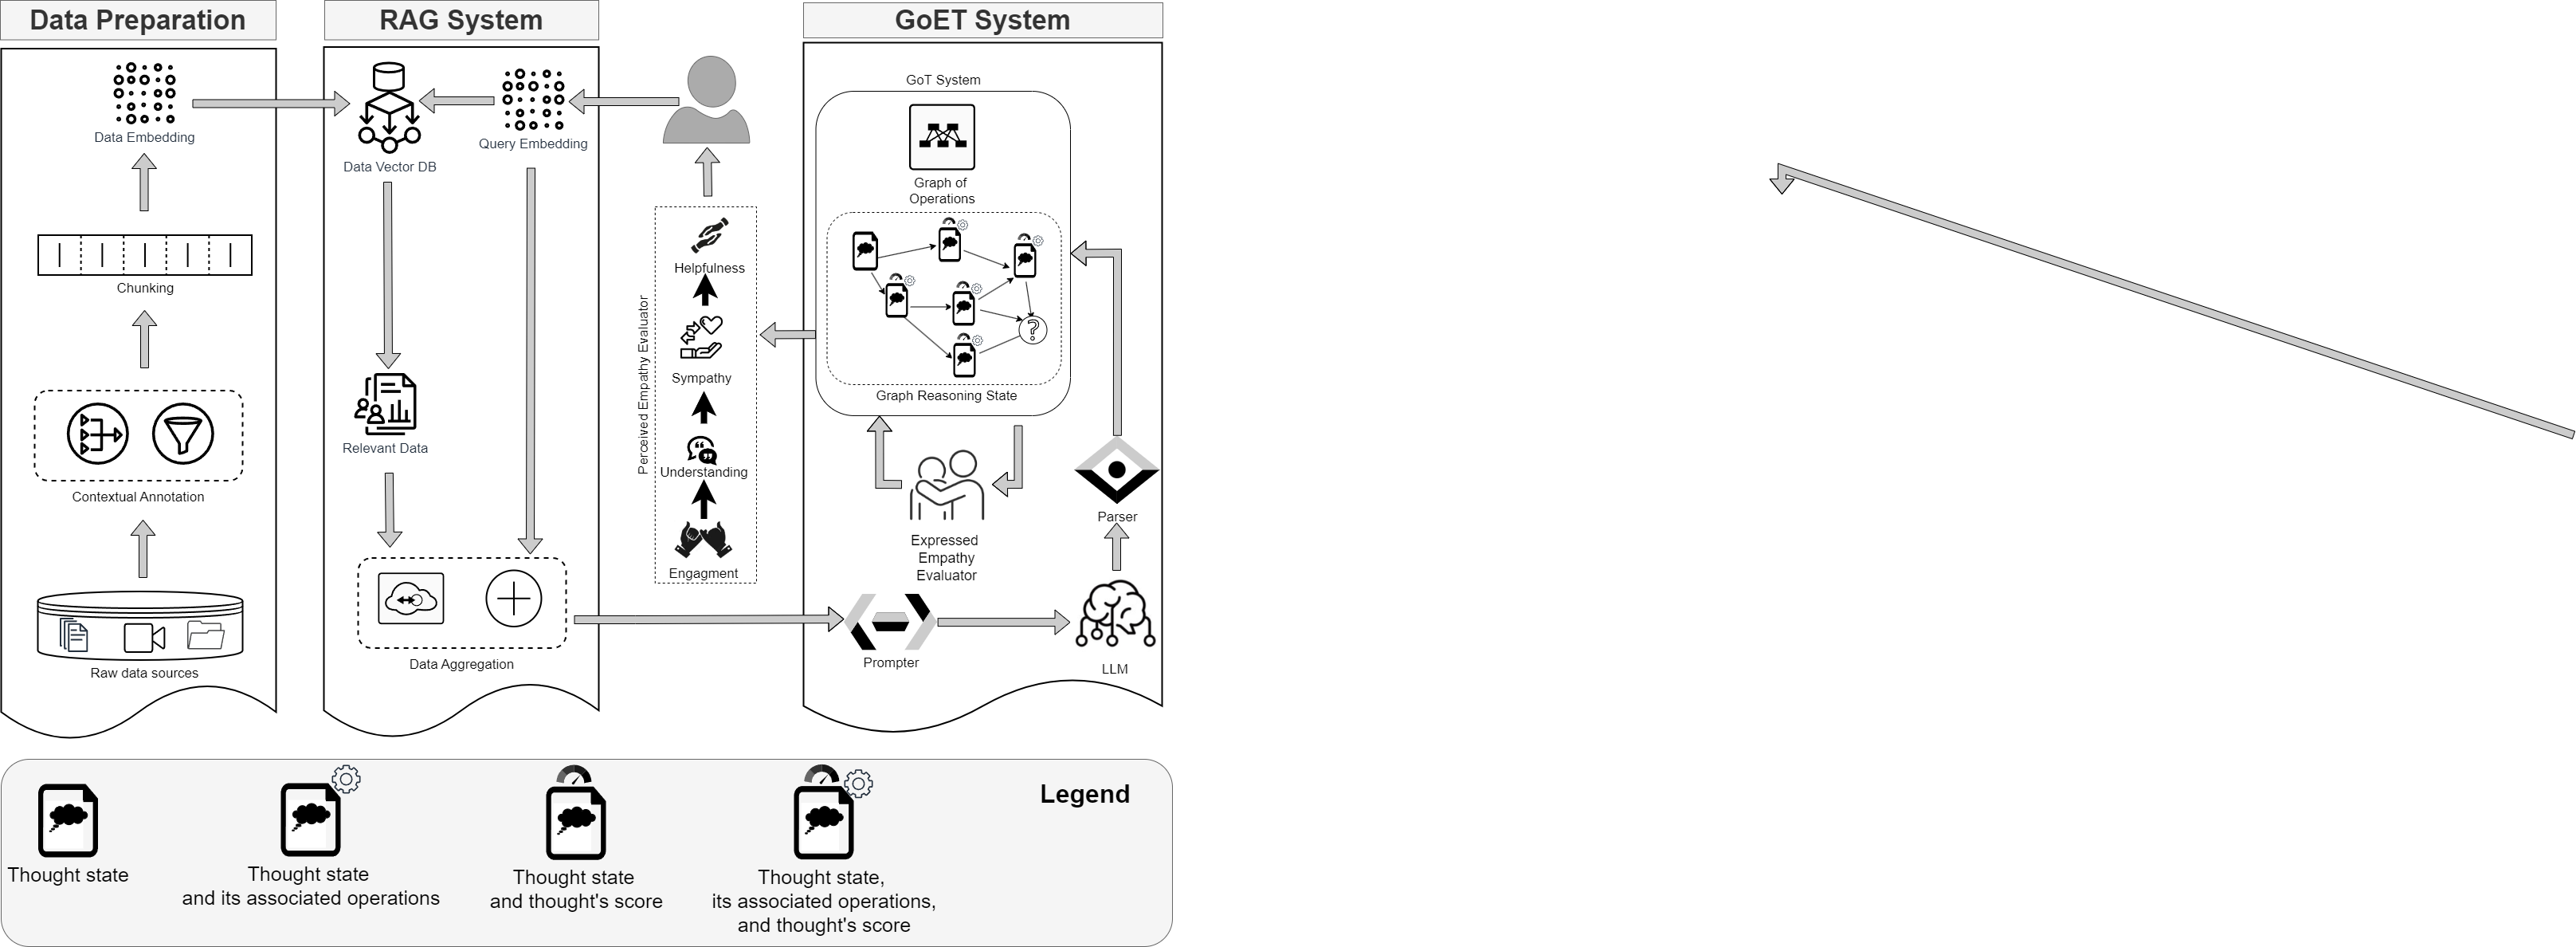 Data Preparation
RAG System
GoET System
Data Embedding
Chunking
Contextual Annotation
Raw data sources
Data Vector DB
Query Embedding
Relevant Data
Data Aggregation
Perceived Empathy Evaluator
Helpfulness
Sympathy
Understanding
Engagment
GoT System
Graph of
Operations
?
Graph Reasoning State
Expressed
Empathy
Evaluator
Parser
Prompter
LLM
Legend
Thought state
Thought state
and its associated operations
Thought state
and thought's score
Thought state,
its associated operations,
and thought's score